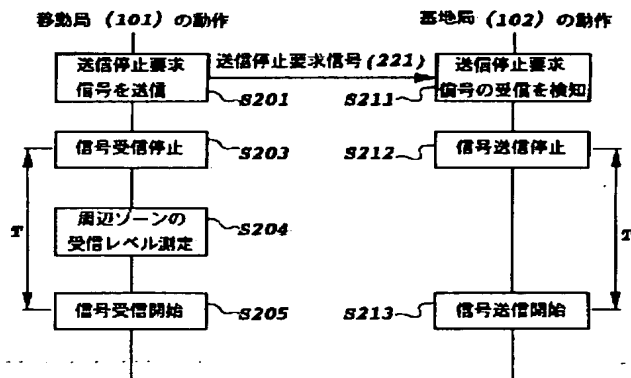 移動局 (101) の動作
基地局 (102) の動作
送信停止要求
信号を送信
S201
送信停止要求信号(221)
送信停止要求
信号の受信を検知
S211
信号受信停止
S203
信号送信停止
S212
T
T
周辺ゾーンの
受信レベル測定
S204
信号受信開始
S205
信号送信開始
S213